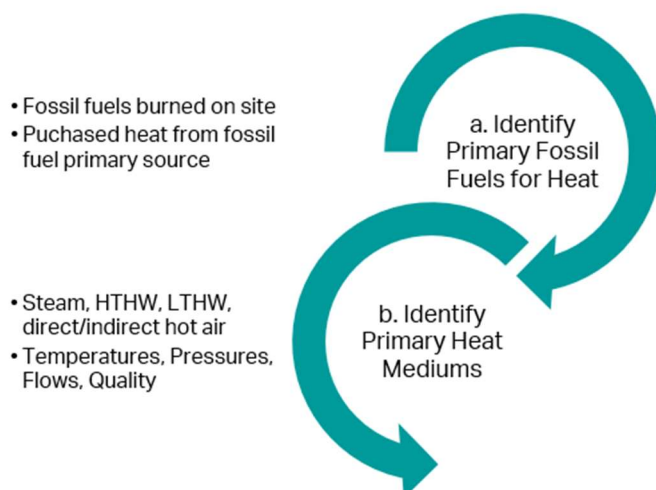 • Fossil fuels burned on site
• Puchased heat from fossil
fuel primary source
a. Identify
Primary Fossil
Fuels for Heat
• Steam, HTHW, LTHW,
direct/indirect hot air
• Temperatures, Pressures,
Flows, Quality
b. Identify
Primary Heat
Mediums